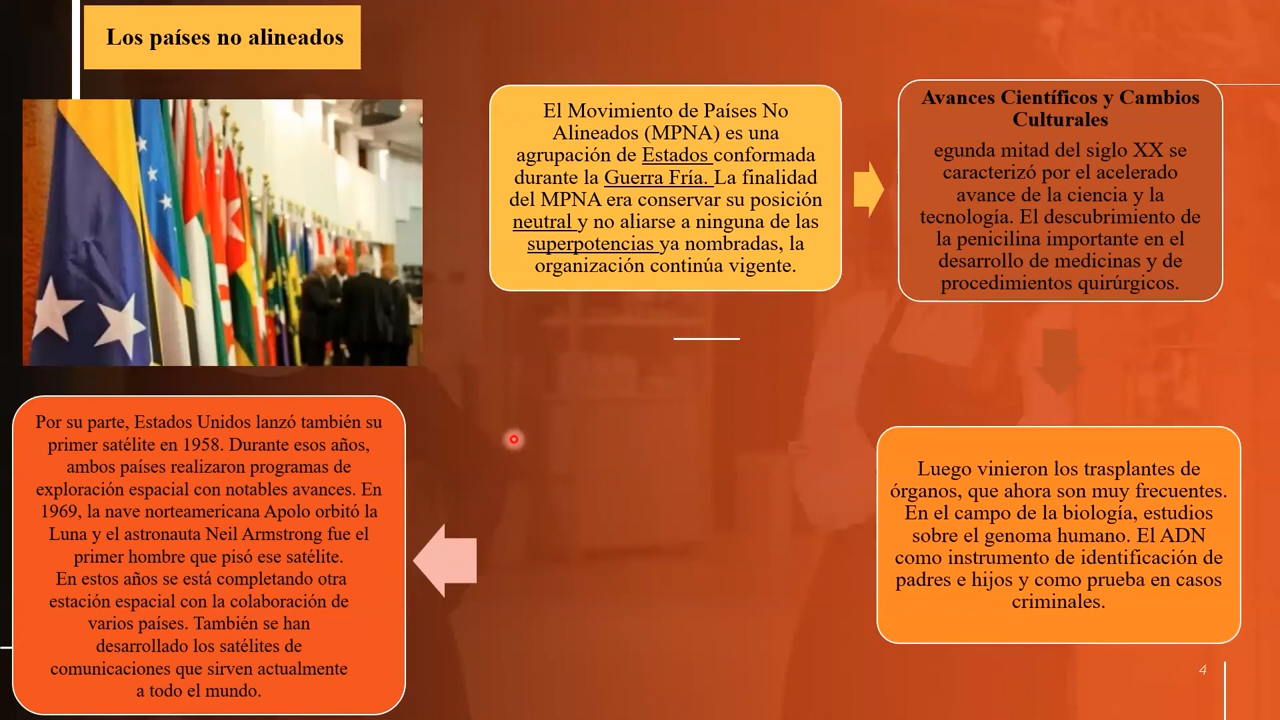 Los países no alineados
El Movimiento de Países No
Alineados (MPNA) es una
agrupación de Estados conformada
durante la Guerra Fría. La finalidad
del MPNA era conservar su posición
neutral y no aliarse a ninguna de las
superpotencias ya nombradas, la
organización continúa vigente.
Avances Científicos y Cambios
Culturales
egunda mitad del siglo XX se
caracterizó por el acelerado
avance de la ciencia y la
tecnología. El descubrimiento de
la penicilina importante en el
desarrollo de medicinas y de
procedimientos quirúrgicos.
Luego vinieron los trasplantes de
órganos, que ahora son muy frecuentes.
En el campo de la biología, estudios
sobre el genoma humano. El ADN
como instrumento de identificación de
padres e hijos y como prueba en casos
criminales.
Por su parte, Estados Unidos lanzó también su
primer satélite en 1958. Durante esos años,
ambos países realizaron programas de
exploración espacial con notables avances. En
1969, la nave norteamericana Apolo orbitó la
Luna y el astronauta Neil Armstrong fue el
primer hombre que pisó ese satélite.
En estos años se está completando otra
estación espacial con la colaboración de
varios países. También se han
desarrollado los satélites de
comunicaciones que sirven actualmente
a todo el mundo.
4